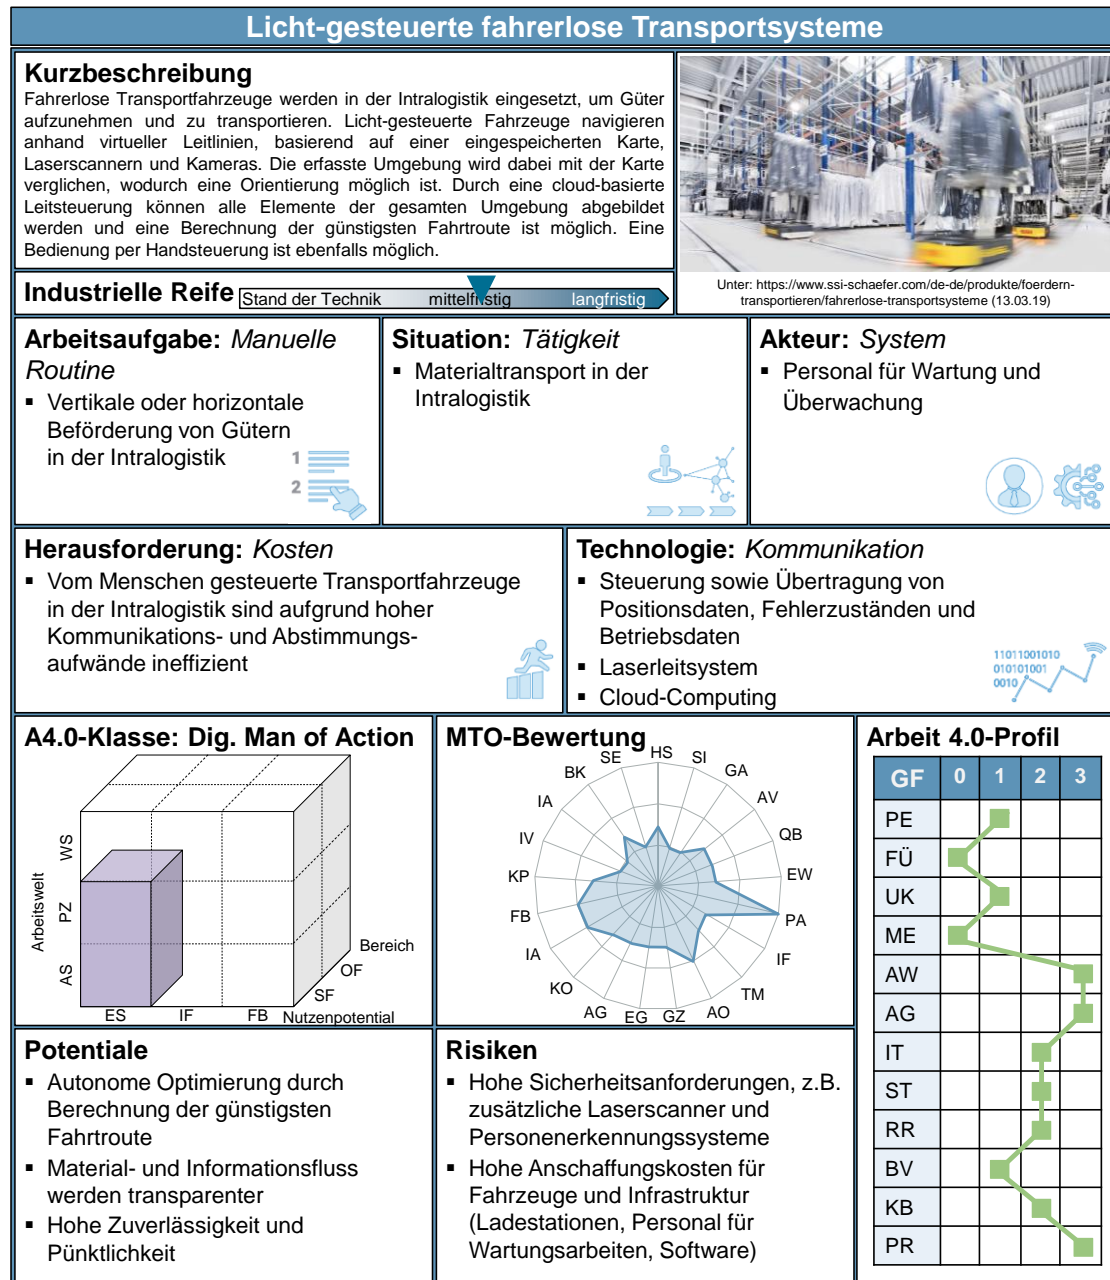 Licht-gesteuerte fahrerlose Transportsysteme
Kurzbeschreibung
Fahrerlose Transportfahrzeuge werden in der Intralogistik eingesetzt, um Güter
aufzunehmen und zu transportieren. Licht-gesteuerte Fahrzeuge navigieren
anhand virtueller Leitlinien, basierend auf einer eingespeicherten Karte,
Laserscannern und Kameras. Die erfasste Umgebung wird dabei mit der Karte
verglichen, wodurch eine Orientierung möglich ist. Durch eine cloud-basierte
Leitsteuerung können alle Elemente der gesamten Umgebung abgebildet
werden und eine Berechnung der günstigsten Fahrtroute ist möglich. Eine
Bedienung per Handsteuerung ist ebenfalls möglich.
Unter: https://www.ssi-schaefer.com/de-de/produkte/foerdern-
transportieren/fahrerlose-transportsysteme (13.03.19)
Industrielle Reife
Stand der Technik mittelfristig langfristig
Arbeitsaufgabe: Manuelle
Routine
▪ Vertikale oder horizontale
Beförderung von Gütern
in der Intralogistik
1
2
Situation: Tätigkeit
▪ Materialtransport in der
Intralogistik
Akteur: System
▪ Personal für Wartung und
Überwachung
Herausforderung: Kosten
▪ Vom Menschen gesteuerte Transportfahrzeuge
in der Intralogistik sind aufgrund hoher
Kommunikations- und Abstimmungs-
aufwände ineffizient
Technologie: Kommunikation
▪ Steuerung sowie Übertragung von
Positionsdaten, Fehlerzuständen und
Betriebsdaten
▪ Laserleitsystem
▪ Cloud-Computing
11011001010
010101001
0010
A4.0-Klasse: Dig. Man of Action
Arbeitswelt
WS
PZ
AS
ES IF FB Nutzenpotential
SF
OF
Bereich
MTO-Bewertung
HS
SI
GA
AV
QB
EW
PA
IF
TM
AO
GZ
EG
AG
KO
IA
FB
KP
IV
IA
BK
SE
Arbeit 4.0-Profil
GF 0 1 2 3
PE
FÜ
UK
ME
AW
AG
IT
ST
RR
BV
KB
PR
Potentiale
▪ Autonome Optimierung durch
Berechnung der günstigsten
Fahrtroute
▪ Material- und Informationsfluss
werden transparenter
▪ Hohe Zuverlässigkeit und
Pünktlichkeit
Risiken
▪ Hohe Sicherheitsanforderungen, z.B.
zusätzliche Laserscanner und
Personenerkennungssysteme
▪ Hohe Anschaffungskosten für
Fahrzeuge und Infrastruktur
(Ladestationen, Personal für
Wartungsarbeiten, Software)